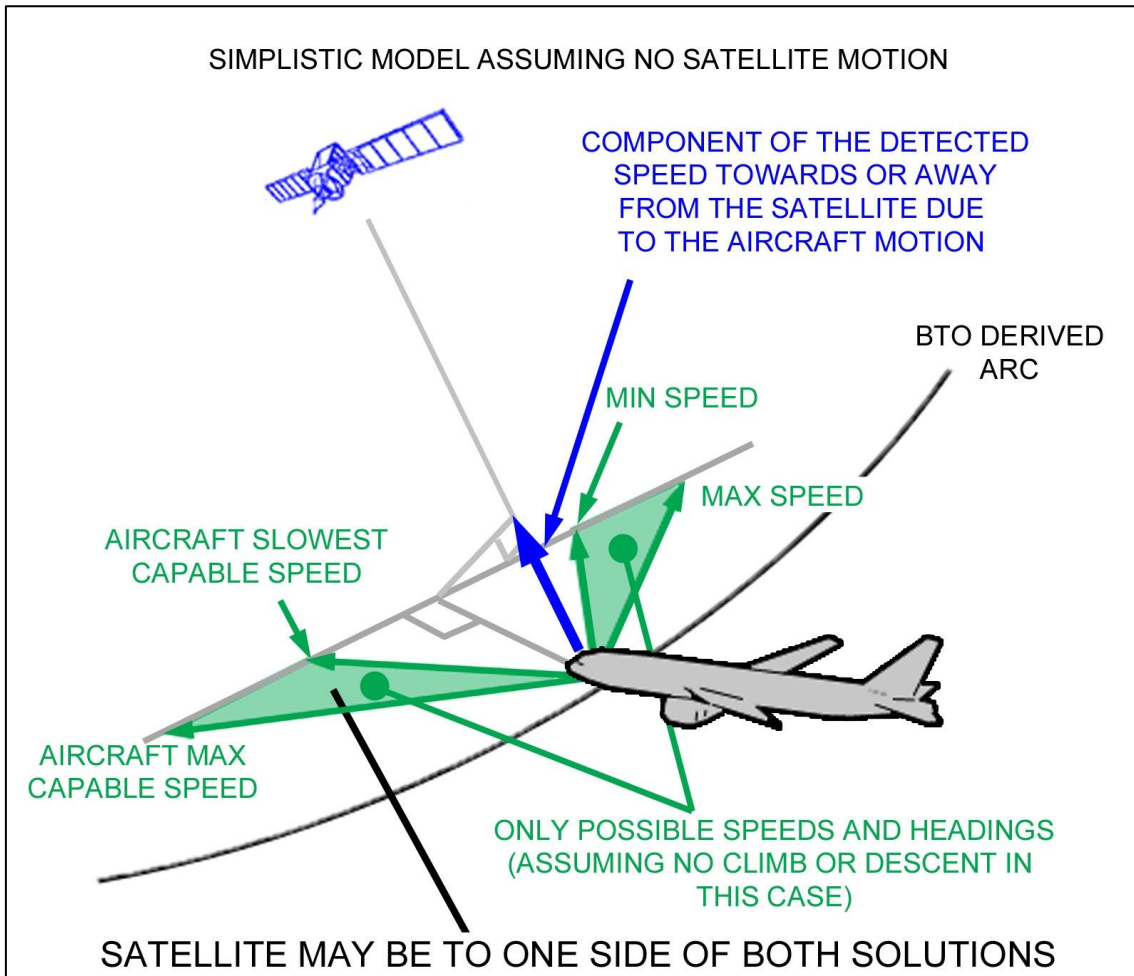 SIMPLISTIC MODEL ASSUMING NO SATELLITE MOTION
COMPONENT OF THE DETECTED
SPEED TOWARDS OR AWAY
FROM THE SATELLITE DUE
TO THE AIRCRAFT MOTION
BTO DERIVED
ARC
MIN SPEED
MAX SPEED
AIRCRAFT SLOWEST
CAPABLE SPEED
AIRCRAFT MAX
CAPABLE SPEED
ONLY POSSIBLE SPEEDS AND HEADINGS
(ASSUMING NO CLIMB OR DESCENT IN
THIS CASE)
SATELLITE MAY BE TO ONE SIDE OF BOTH SOLUTIONS